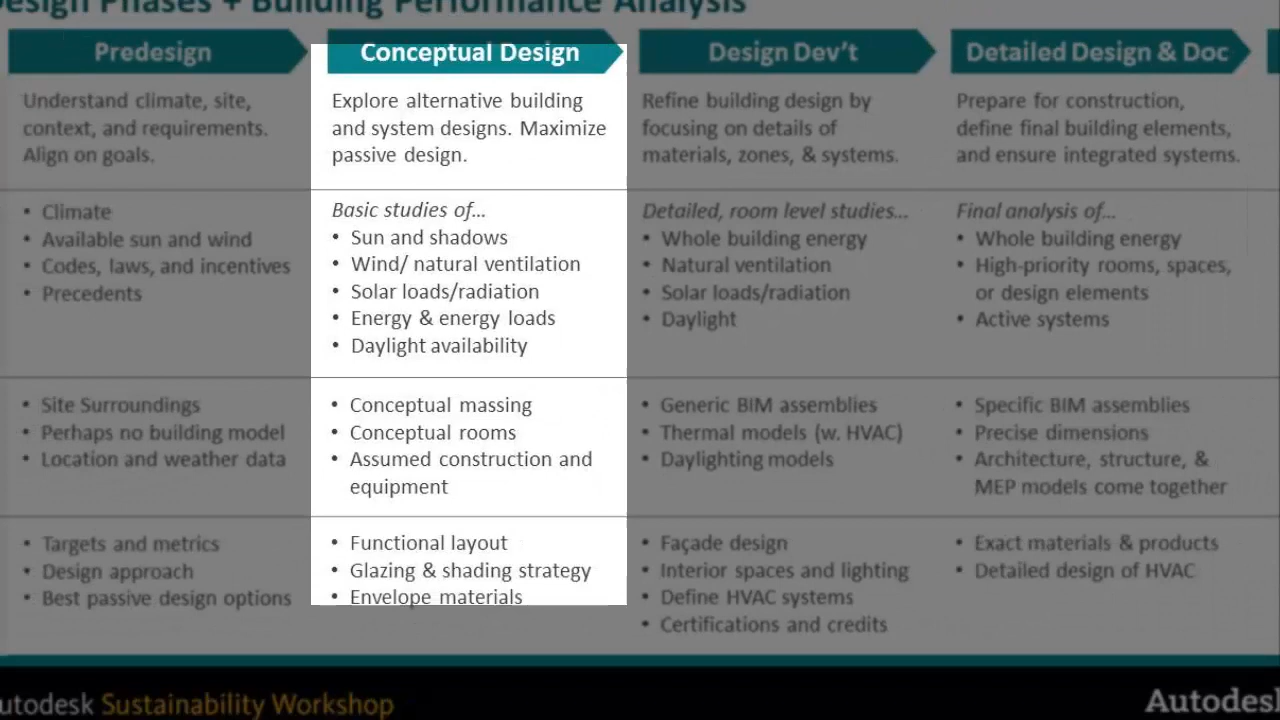 esign Phases + Building Performance Analysis
Predesign
Understand climate, site,
context, and requirements.
Align on goals.
• Climate
• Available sun and wind
• Codes, laws, and incentives
• Precedents
• Site Surroundings
• Perhaps no building model
• Location and weather data
• Targets and metrics
• Design approach
• Best passive design options
Conceptual Design
Explore alternative building
and system designs. Maximize
passive design.
Basic studies of…
• Sun and shadows
• Wind/ natural ventilation
• Solar loads/radiation
• Energy & energy loads
• Daylight availability
• Conceptual massing
• Conceptual rooms
• Assumed construction and
equipment
• Functional layout
• Glazing & shading strategy
• Envelope materials
Design Dev’t
Refine building design by
focusing on details of
materials, zones, & systems.
Detailed, room level studies…
• Whole building energy
• Natural ventilation
• Solar loads/radiation
• Daylight
• Generic BIM assemblies
• Thermal models (w. HVAC)
• Daylighting models
• Façade design
• Interior spaces and lighting
• Define HVAC systems
• Certifications and credits
Detailed Design & Doc
Prepare for construction,
define final building elements,
and ensure integrated systems.
Final analysis of…
• Whole building energy
• High-priority rooms, spaces,
or design elements
• Active systems
• Specific BIM assemblies
• Precise dimensions
• Architecture, structure, &
MEP models come together
• Exact materials & products
• Detailed design of HVAC
utodesk Sustainability Workshop
Autodesk